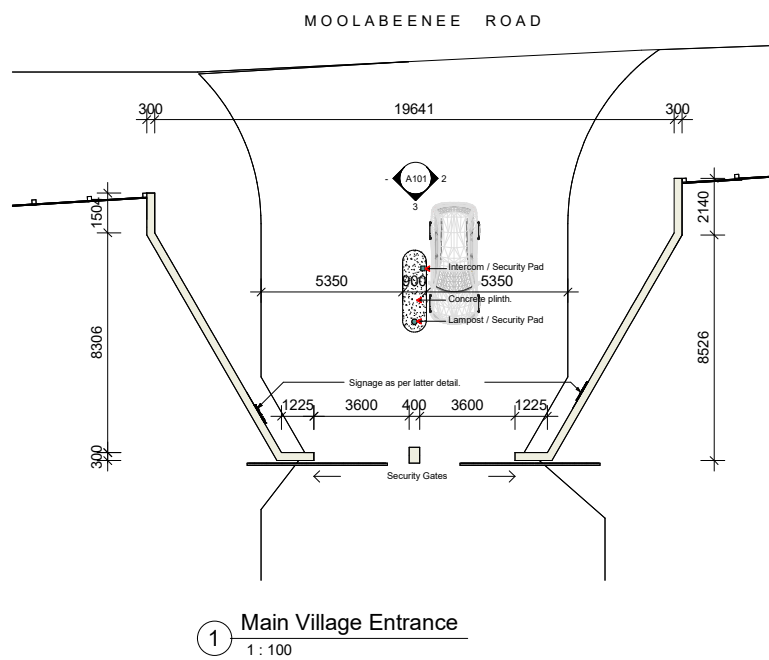 MOOLABEENEE ROAD
300 19641 300
A101
-
2
3
1504
2140
Intercom / Security Pad
5350 900 5350
Concrete plinth.
Lampost / Security Pad
8306
8526
Signage as per latter detail.
1225 3600 400 3600 1225
300
Security Gates
1
Main Village Entrance
1 : 100